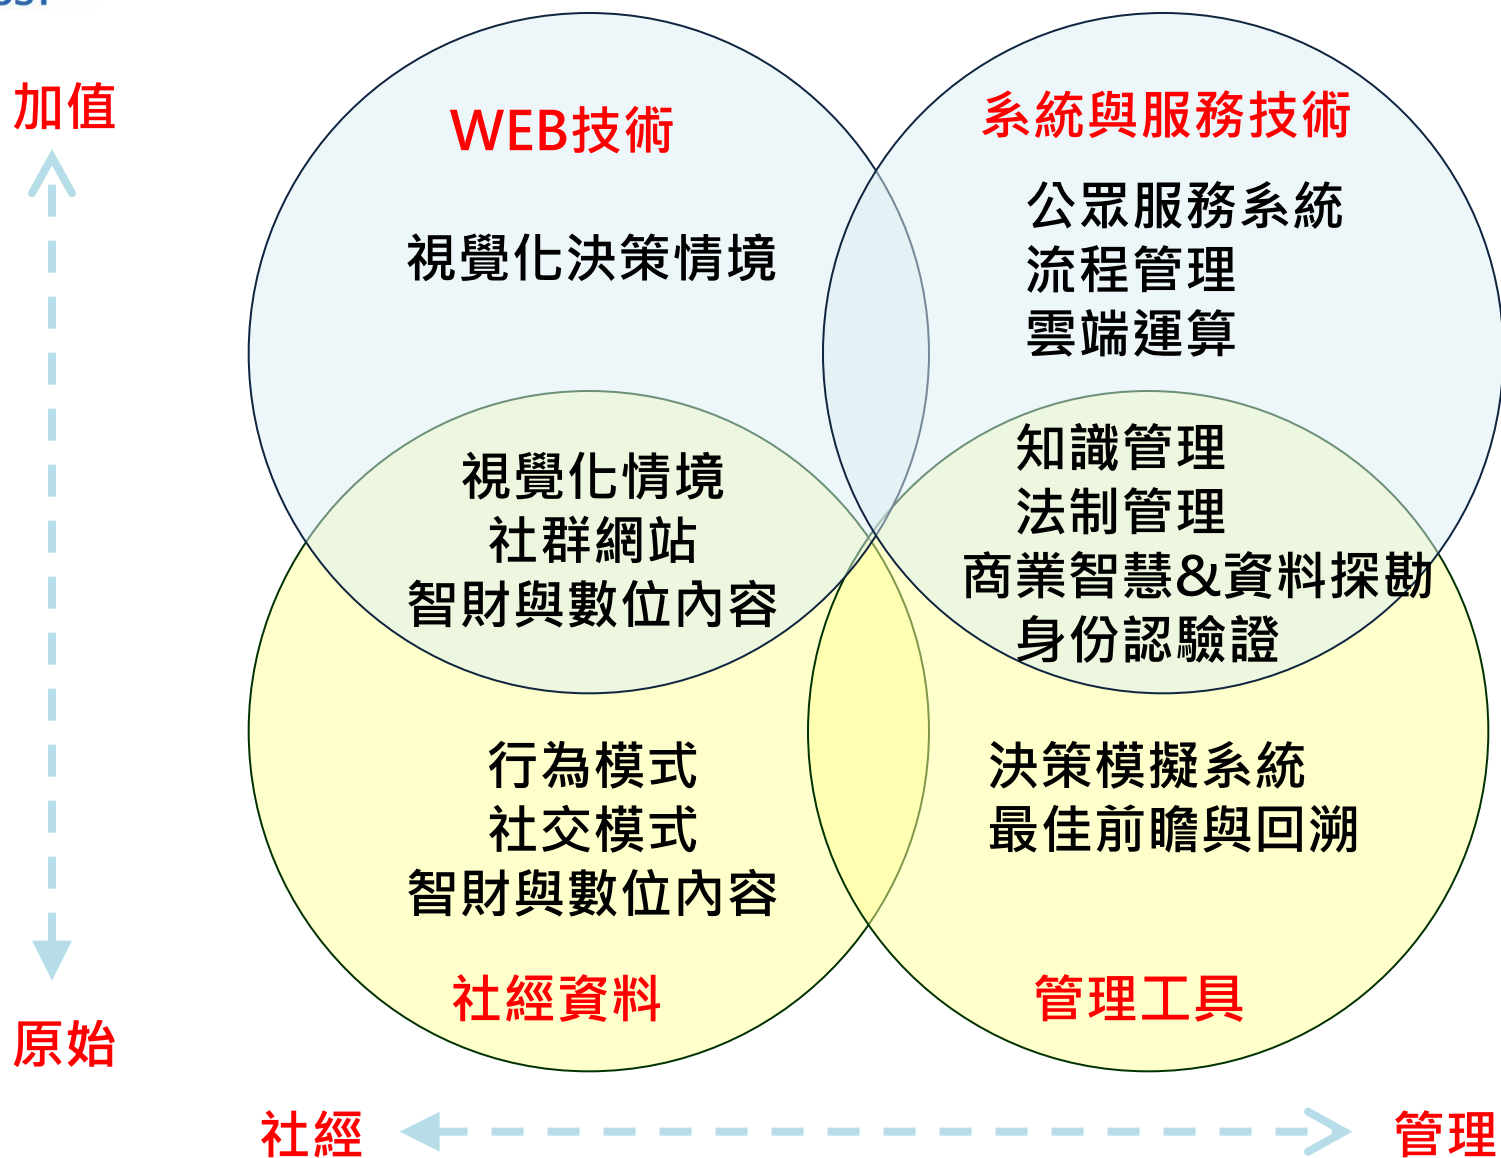 加值
WEB技術
視覺化決策情境
系統與服務技術
公眾服務系統
流程管理
雲端運算
視覺化情境
社群網站
智財與數位內容
知識管理
法制管理
商業智慧&資料探勘
身份認驗證
行為模式
社交模式
智財與數位內容
決策模擬系統
最佳前瞻與回溯
社經資料
管理工具
原始
社經
管理